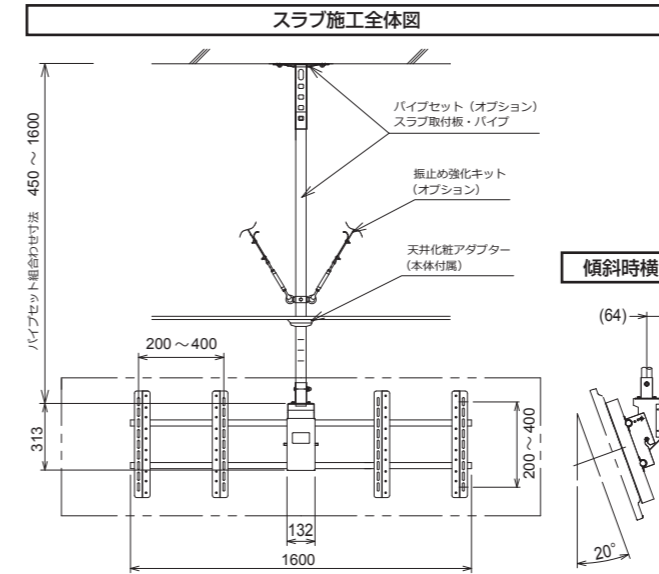 スラブ施工全体図
パイプセット(オプション)
スラブ取付板・パイプ
振止め強化キット
(オプション)
天井化粧アダプター
(本体付属)
パイプセット組合わせ寸法 450 ~ 1600
200~400
313
200~400
132
1600
傾斜時横
(64)
20°